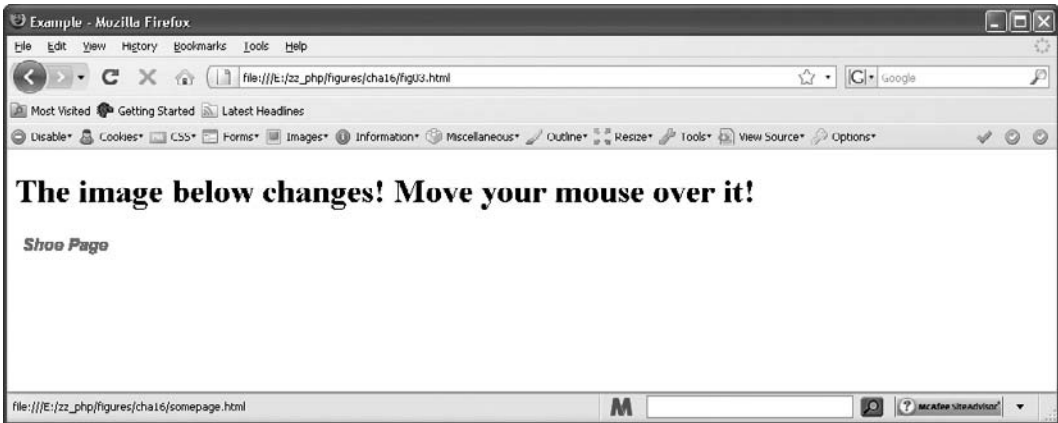 Example - Mozilla Firefox
File Edit View History Bookmarks Tools Help
file:///E:/zz_php/figures/cha16/fig03.html
Google
Most Visited Getting Started Latest Headlines
Disable Cookies CSS Forms Images Information Miscellaneous Outline Resize Tools View Source Options
The image below changes! Move your mouse over it!
Shoe Page
file:///E:/zz_php/figures/cha16/somepage.html
McAfee SiteAdvisor